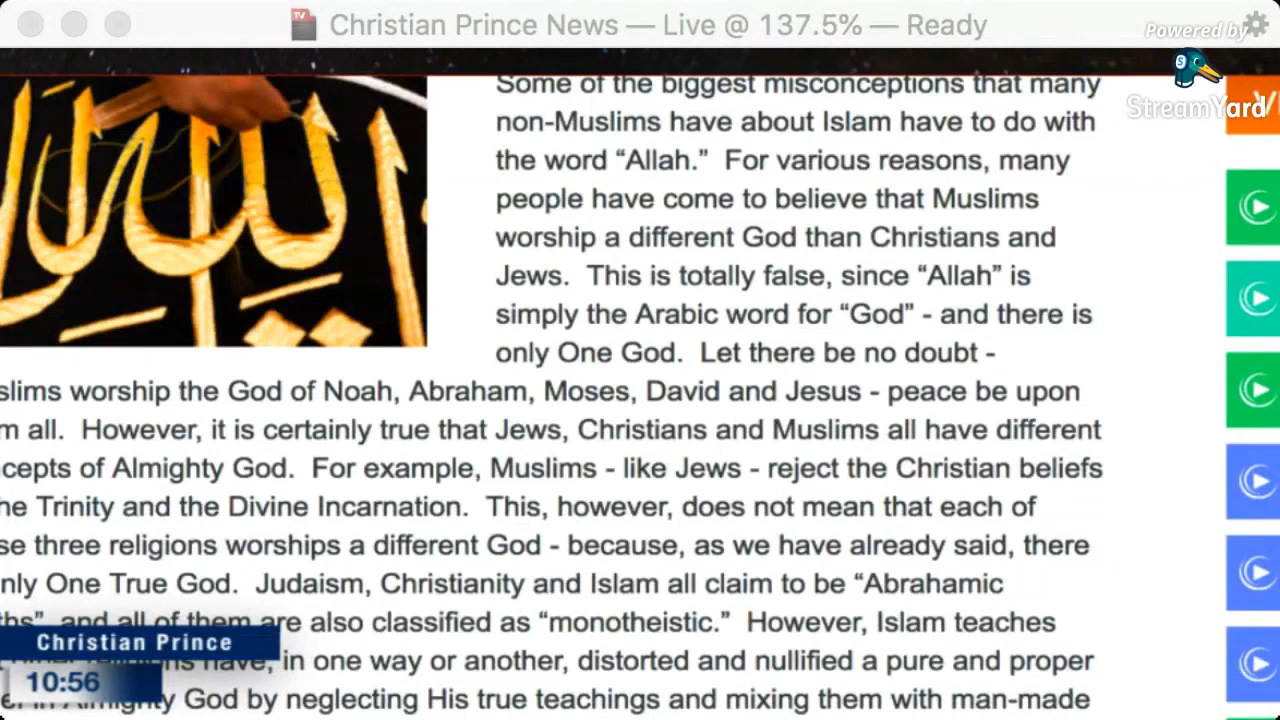 Christian Prince News — Live @ 137.5% — Ready
Powered by
StreamYard
Some of the biggest misconceptions that many
non-Muslims have about Islam have to do with
the word “Allah.” For various reasons, many
people have come to believe that Muslims
worship a different God than Christians and
Jews. This is totally false, since “Allah” is
simply the Arabic word for “God” - and there is
only One God. Let there be no doubt -
slims worship the God of Noah, Abraham, Moses, David and Jesus - peace be upon
m all. However, it is certainly true that Jews, Christians and Muslims all have different
cepts of Almighty God. For example, Muslims - like Jews - reject the Christian beliefs
he Trinity and the Divine Incarnation. This, however, does not mean that each of
se three religions worships a different God - because, as we have already said, there
nly One True God. Judaism, Christianity and Islam all claim to be “Abrahamic
ths”, and all of them are also classified as “monotheistic.” However, Islam teaches
have, in one way or another, distorted and nullified a pure and proper
God by neglecting His true teachings and mixing them with man-made
Christian Prince
10:56